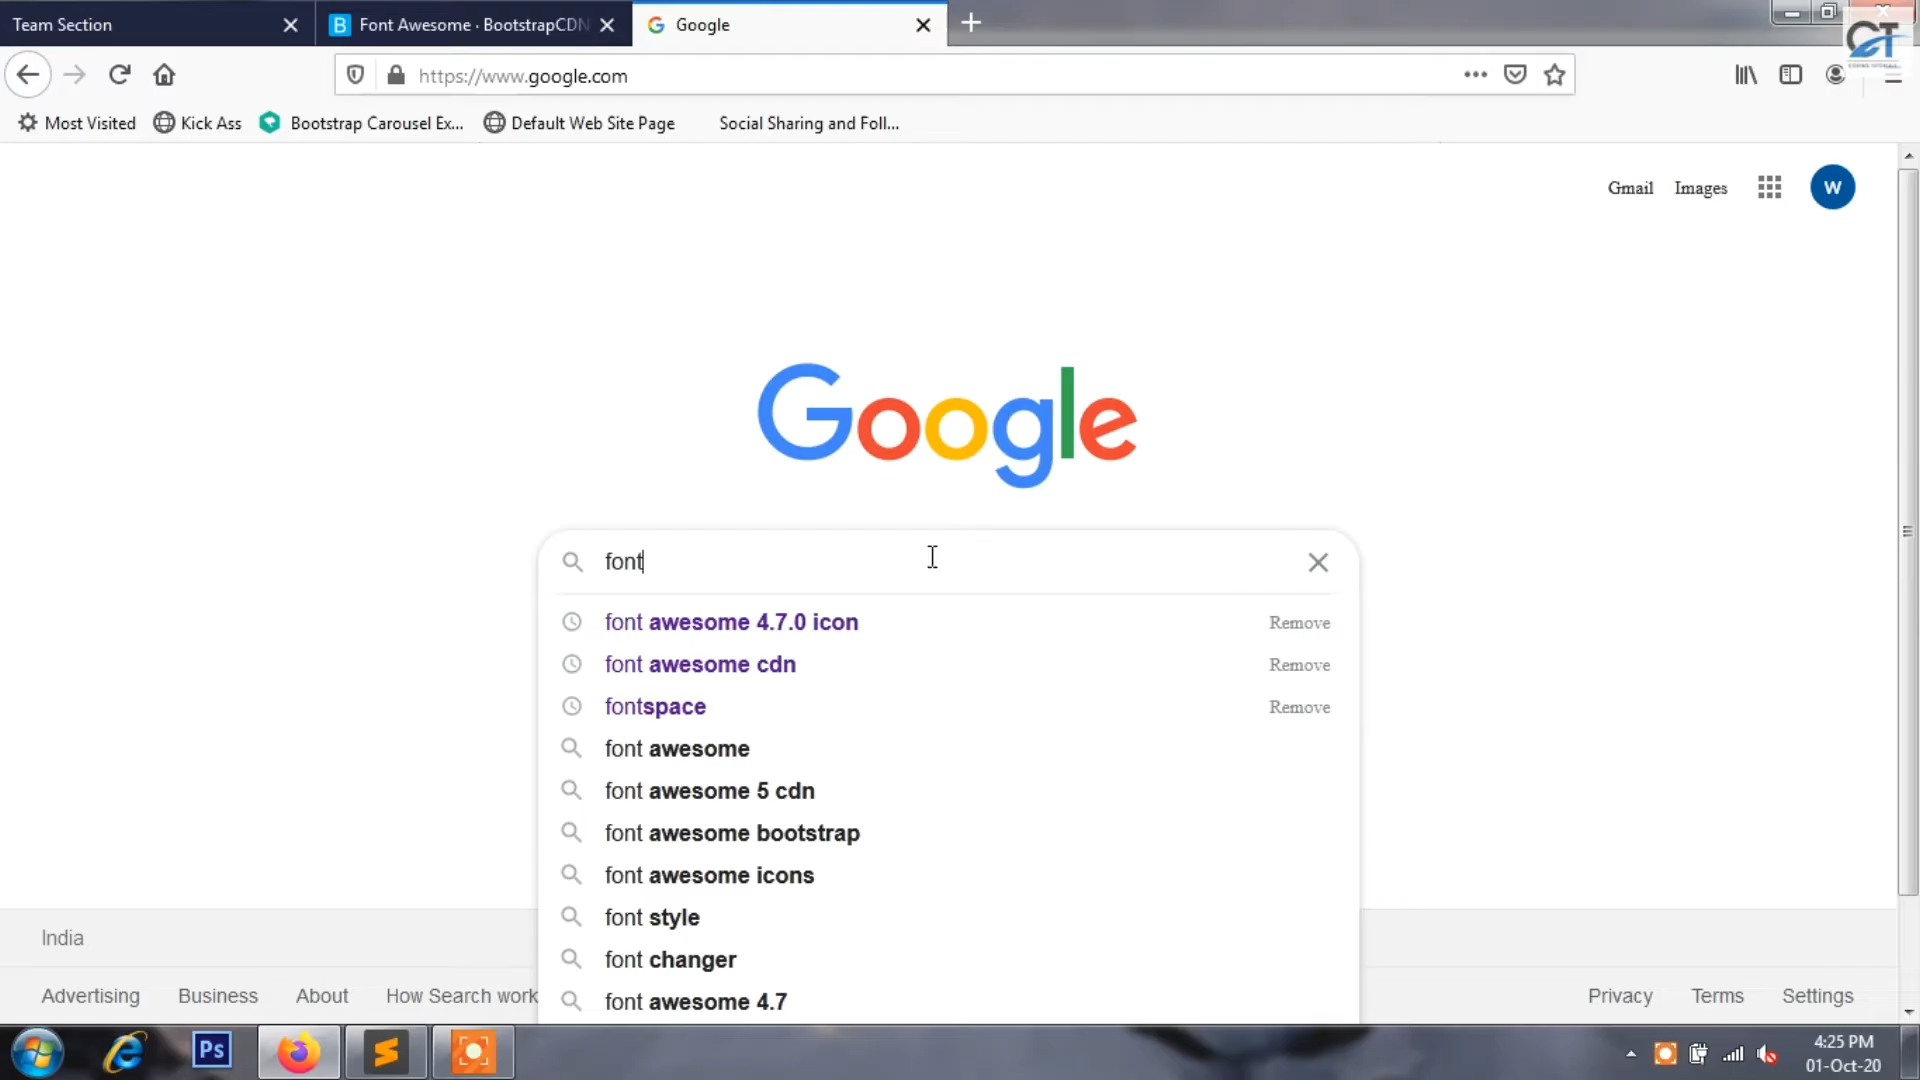 Team Section
Font Awesome · BootstrapCDN
Google
https://www.google.com
Most Visited
Kick Ass
Bootstrap Carousel Ex...
Default Web Site Page
Social Sharing and Foll...
Gmail
Images
W
Google
font
font awesome 4.7.0 icon
Remove
font awesome cdn
Remove
fontspace
Remove
font awesome
font awesome 5 cdn
font awesome bootstrap
font awesome icons
font style
font changer
font awesome 4.7
India
Advertising
Business
About
How Search work
Privacy
Terms
Settings
Ps
4:25 PM
01-Oct-20